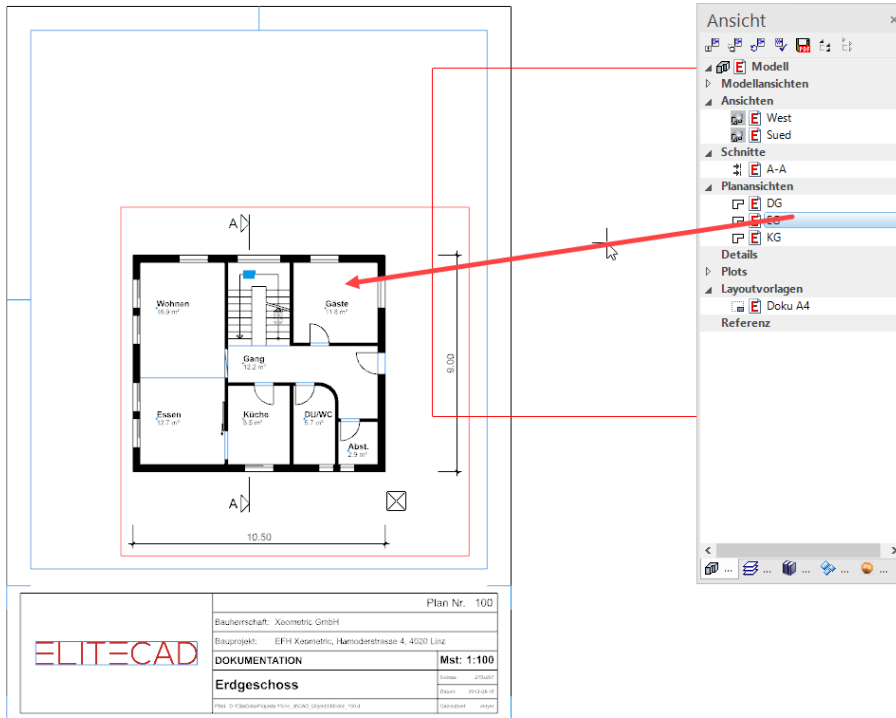 Ansicht
Modell
Modellansichten
Ansichten
West
Sued
Schnitte
A-A
Planansichten
DG
EG
KG
Details
Plots
Layoutvorlagen
Doku A4
Referenz
A
Wohnen
16.9 m²
Gäste
11.8 m²
Gang
12.2 m²
Essen
12.7 m²
Küche
8.5 m²
DU/WC
5.7 m²
Abst.
2.9 m²
9.00
A
10.50
Plan Nr. 100
Bauherrschaft: Xeometric GmbH
Bauprojekt: EFH Xeometric, Hamoderstrasse 4, 4020 Linz
ELITECAD
DOKUMENTATION
Mst: 1:100
Erdgeschoss
Datum